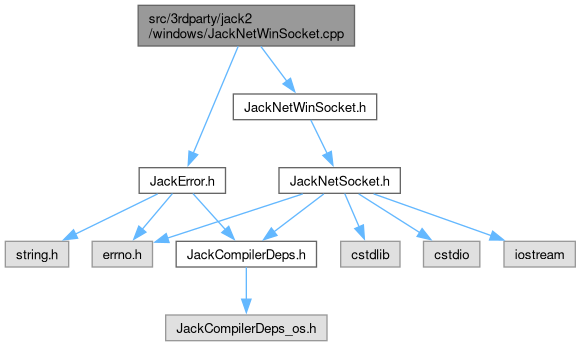 src/3rdparty/jack2
/windows/JackNetWinSocket.cpp
JackNetWinSocket.h
JackError.h
JackNetSocket.h
string.h
errno.h
JackCompilerDeps.h
cstdlib
cstdio
iostream
JackCompilerDeps_os.h